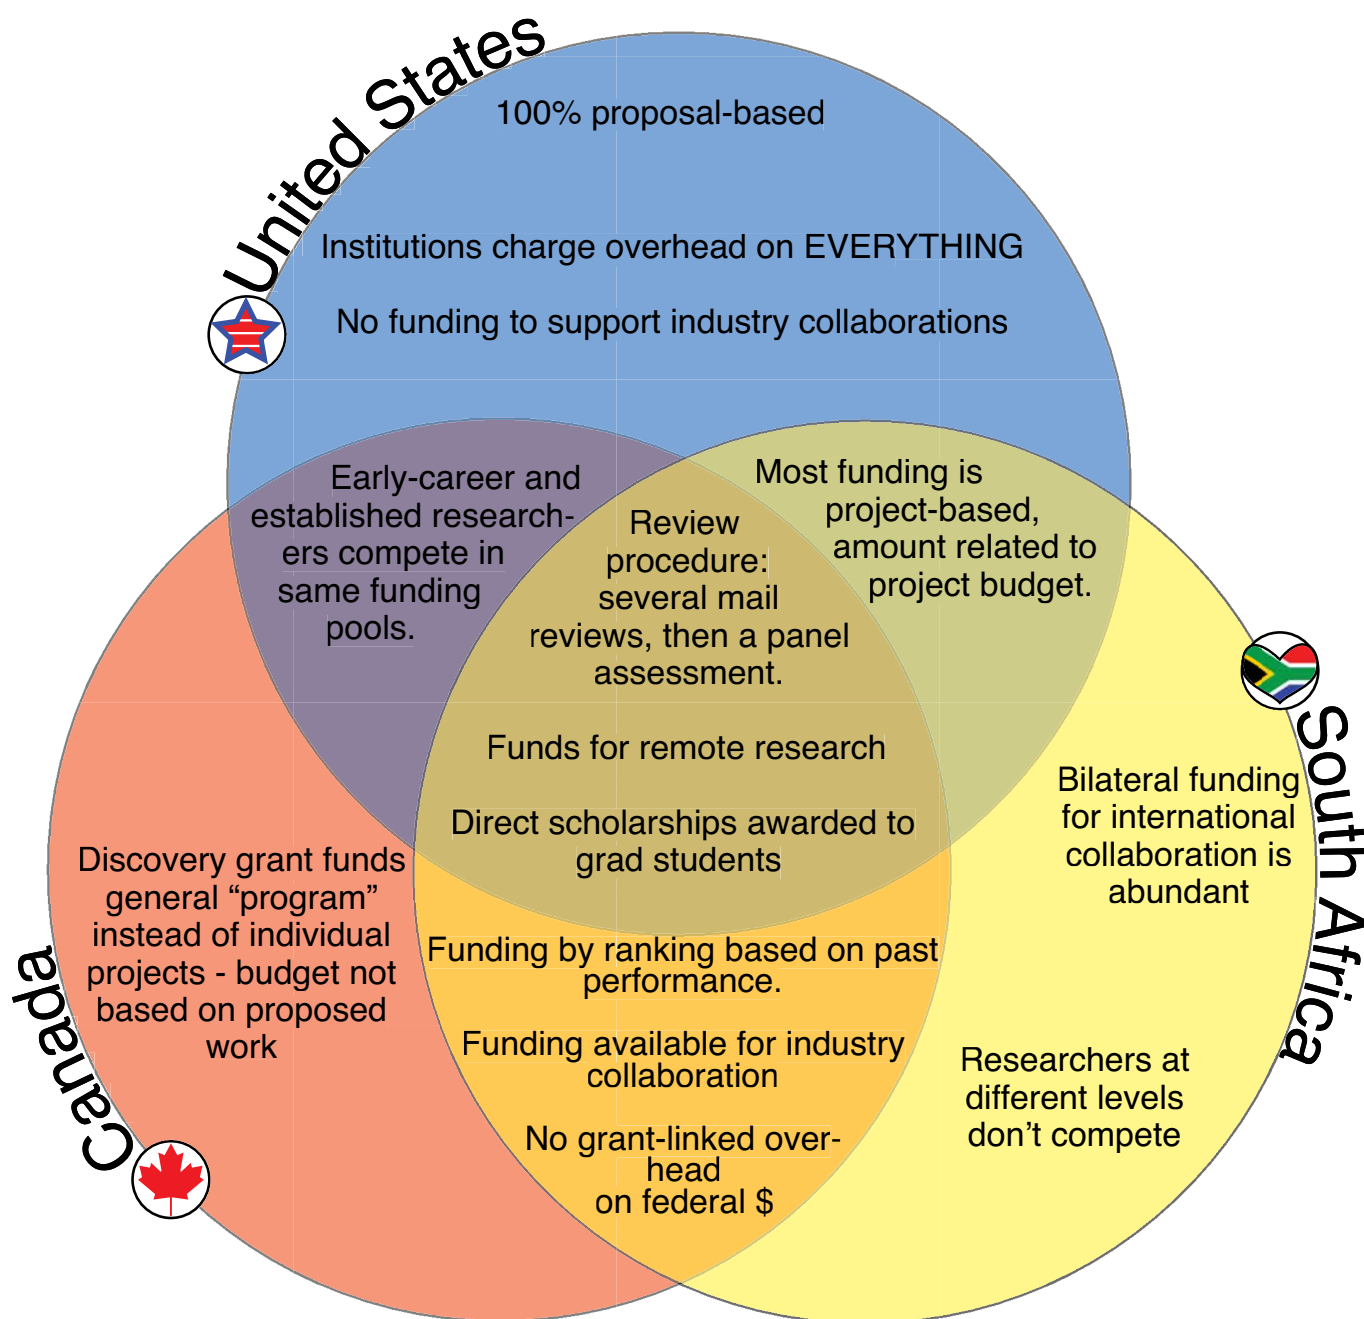 United States
100% proposal-based
Institutions charge overhead on EVERYTHING
No funding to support industry collaborations
Early-career and
established research-
ers compete in
same funding
pools.
Most funding is
project-based,
amount related to
project budget.
Review
procedure:
several mail
reviews, then a panel
assessment.
Funds for remote research
Direct scholarships awarded to
grad students
South Africa
Bilateral funding
for international
collaboration is
abundant
Researchers at
different levels
don’t compete
Canada
Discovery grant funds
general “program”
instead of individual
projects - budget not
based on proposed
work
Funding by ranking based on past
performance.
Funding available for industry
collaboration
No grant-linked over-
head
on federal $